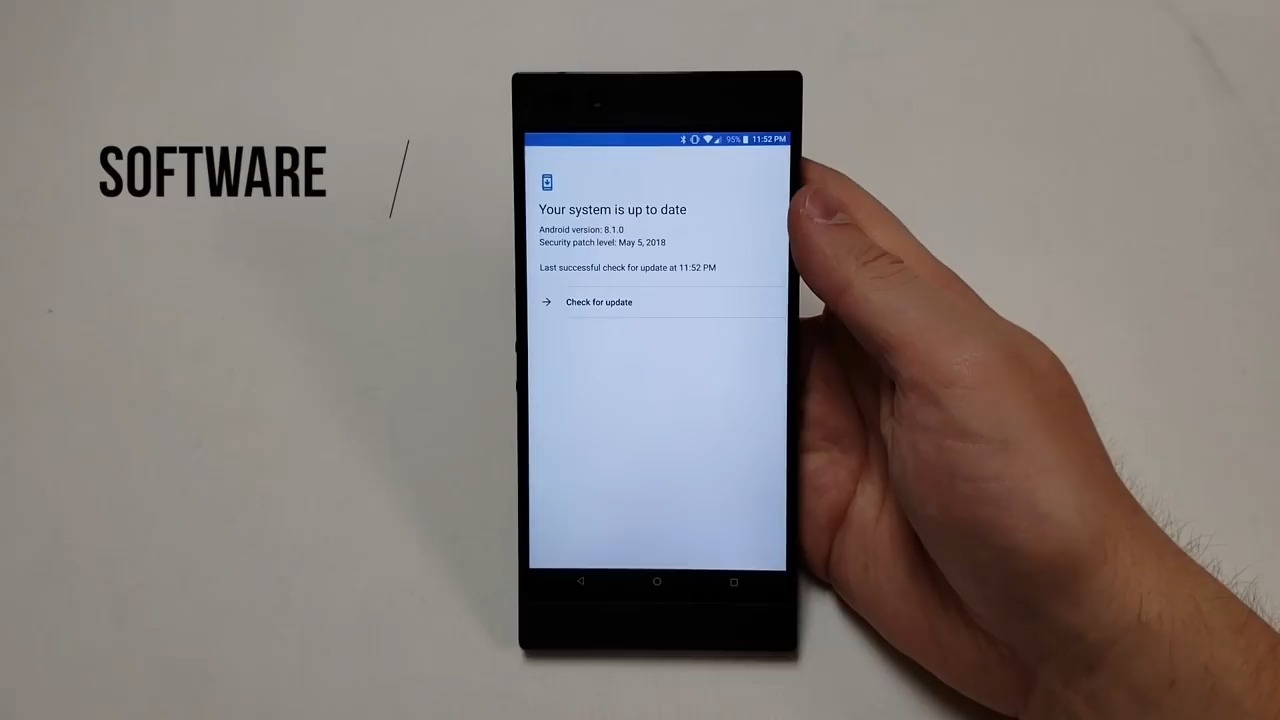 SOFTWARE
95% 11:52 PM
Your system is up to date
Android version: 8.1.0
Security patch level: May 5, 2018
Last successful check for update at 11:52 PM
Check for update